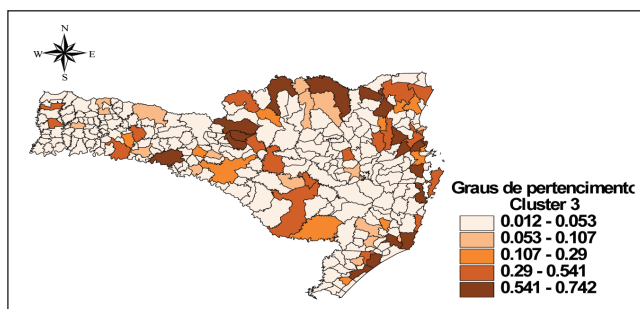 N
W E
S
Graus de pertencimento
Cluster 3
0.012 - 0.053
0.053 - 0.107
0.107 - 0.29
0.29 - 0.541
0.541 - 0.742